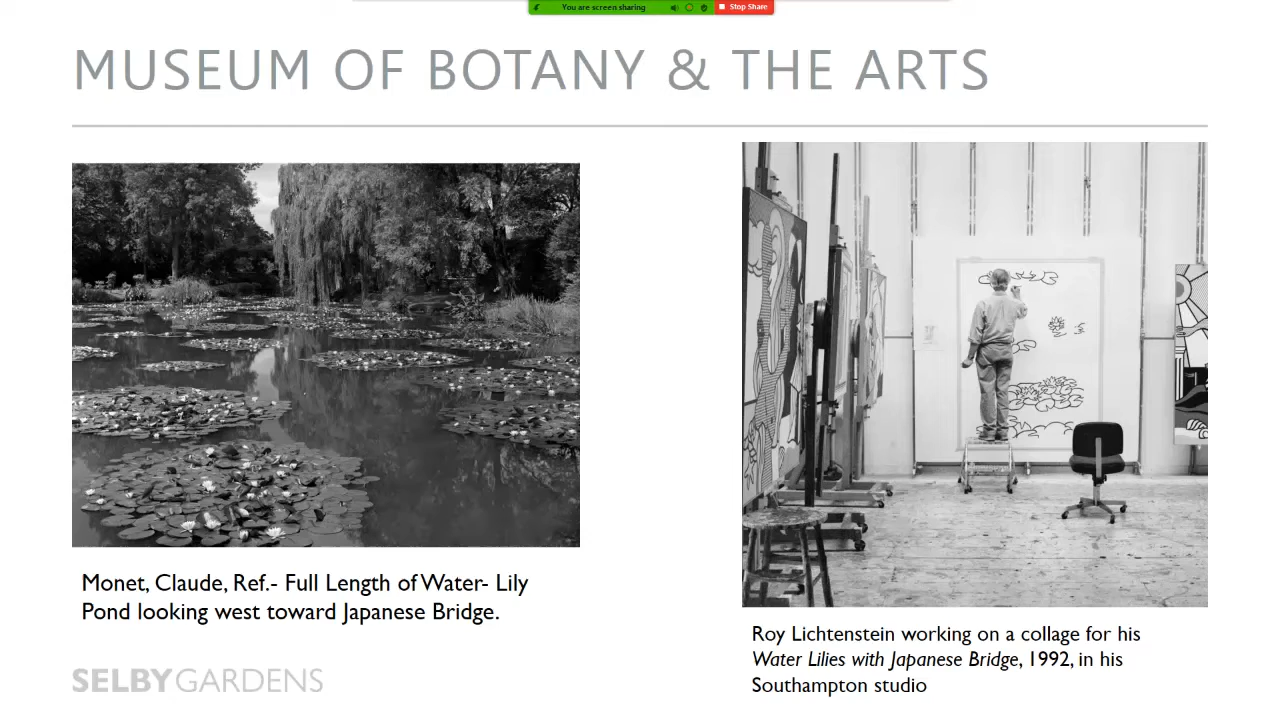 You are screen sharing
Stop Share
MUSEUM OF BOTANY & THE ARTS
Monet, Claude, Ref.- Full Length of Water- Lily
Pond looking west toward Japanese Bridge.
Roy Lichtenstein working on a collage for his
Water Lilies with Japanese Bridge, 1992, in his
Southampton studio
SELBYGARDENS